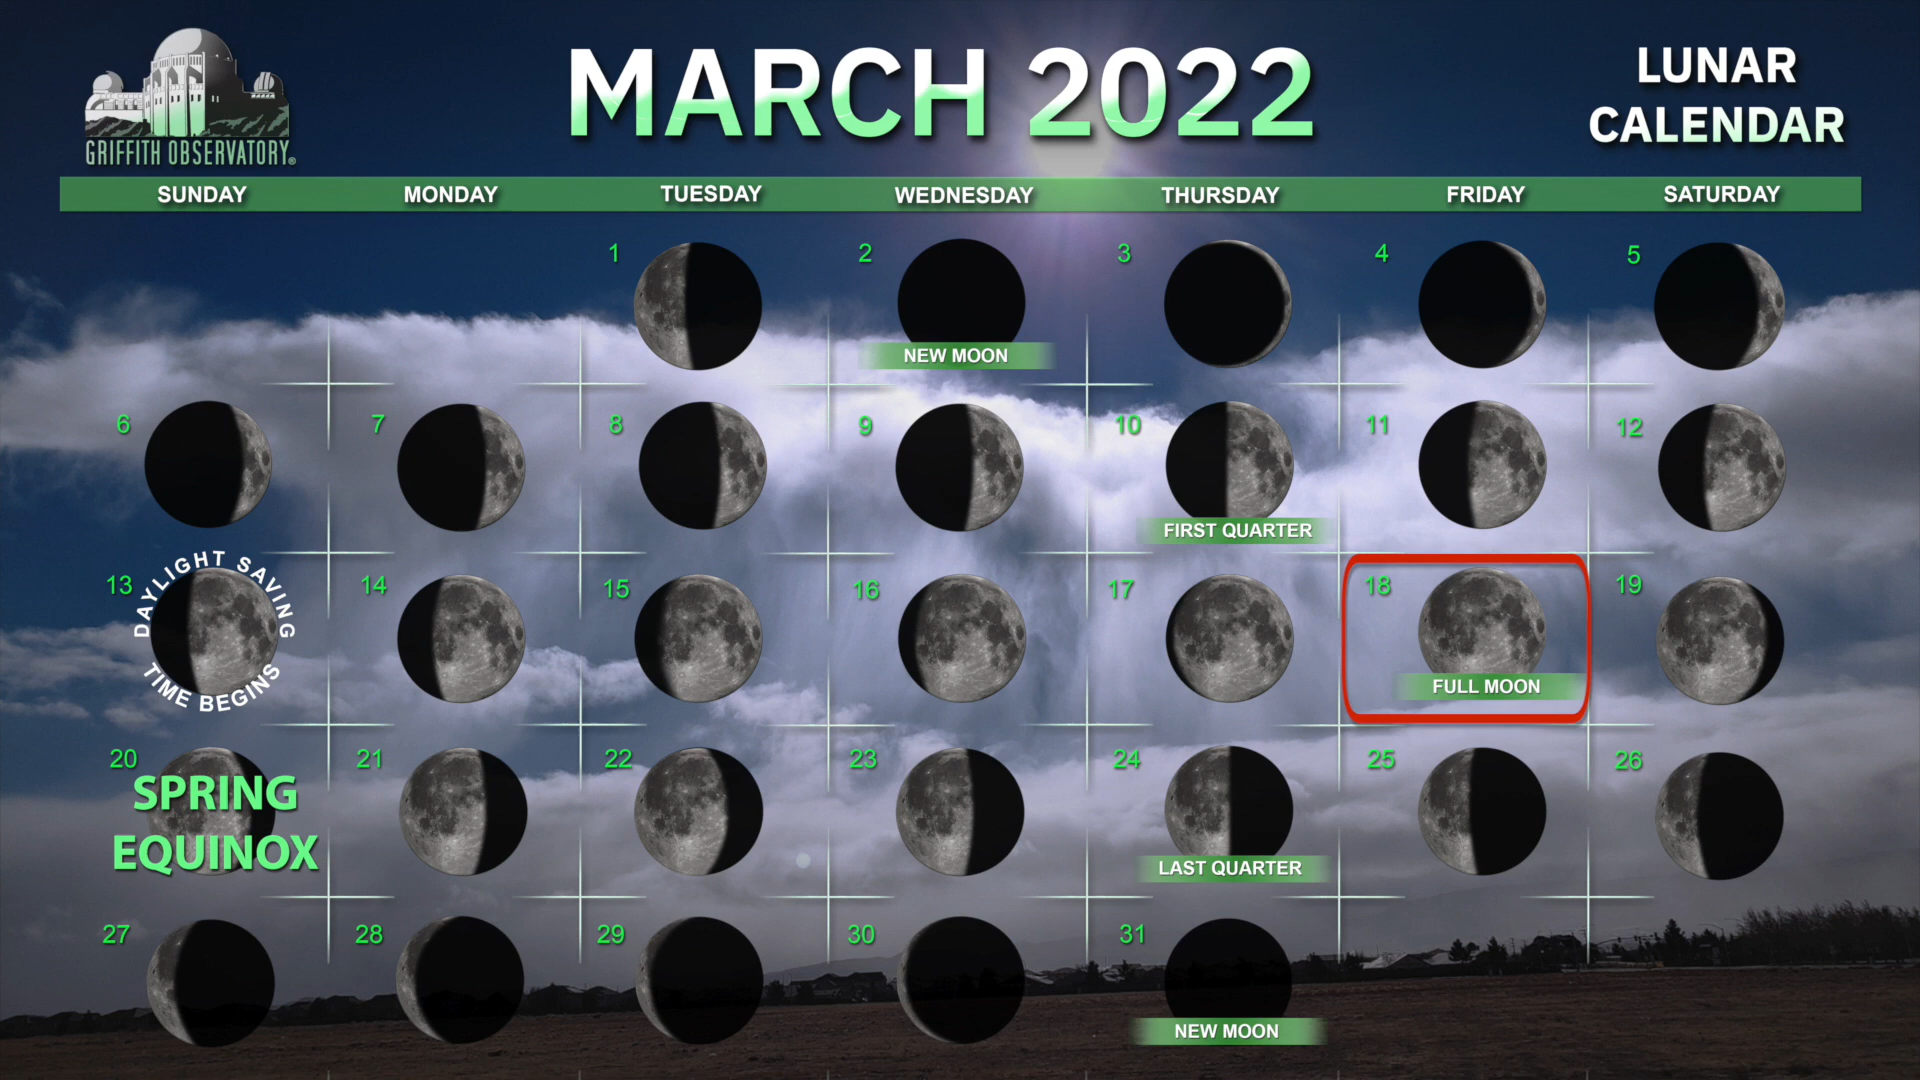 GRIFFITH OBSERVATORY®
MARCH 2022
LUNAR
CALENDAR
SUNDAY MONDAY TUESDAY WEDNESDAY THURSDAY FRIDAY SATURDAY
1 2 3 4 5
NEW MOON
6 7 8 9 10 11 12
FIRST QUARTER
13 14 15 16 17 18 19
DAYLIGHT SAVING
TIME BEGINS
FULL MOON
20 21 22 23 24 25 26
SPRING
EQUINOX
LAST QUARTER
27 28 29 30 31
NEW MOON